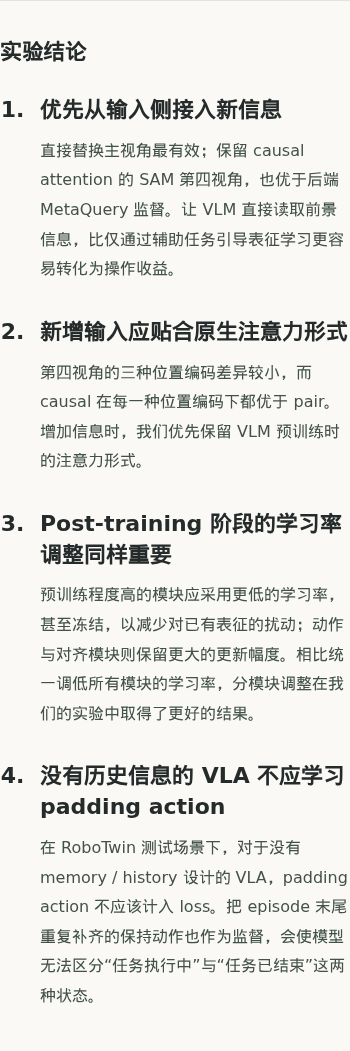 实验结论
1. 优先从输入侧接入新信息
直接替换主视角最有效；保留 causal
attention 的 SAM 第四视角，也优于后端
MetaQuery 监督。让 VLM 直接读取前景
信息，比仅通过辅助任务引导表征学习更容
易转化为操作收益。
2. 新增输入应贴合原生注意力形式
第四视角的三种位置编码差异较小，而
causal 在每一种位置编码下都优于 pair。
增加信息时，我们优先保留 VLM 预训练时
的注意力形式。
3. Post-training 阶段的学习率
调整同样重要
预训练程度高的模块应采用更低的学习率，
甚至冻结，以减少对已有表征的扰动；动作
与对齐模块则保留更大的更新幅度。相比统
一调低所有模块的学习率，分模块调整在我
们的实验中取得了更好的结果。
4. 没有历史信息的 VLA 不应学习
padding action
在 RoboTwin 测试场景下，对于没有
memory / history 设计的 VLA，padding
action 不应该计入 loss。把 episode 末尾
重复补齐的保持动作也作为监督，会使模型
无法区分“任务执行中”与“任务已结束”这两
种状态。